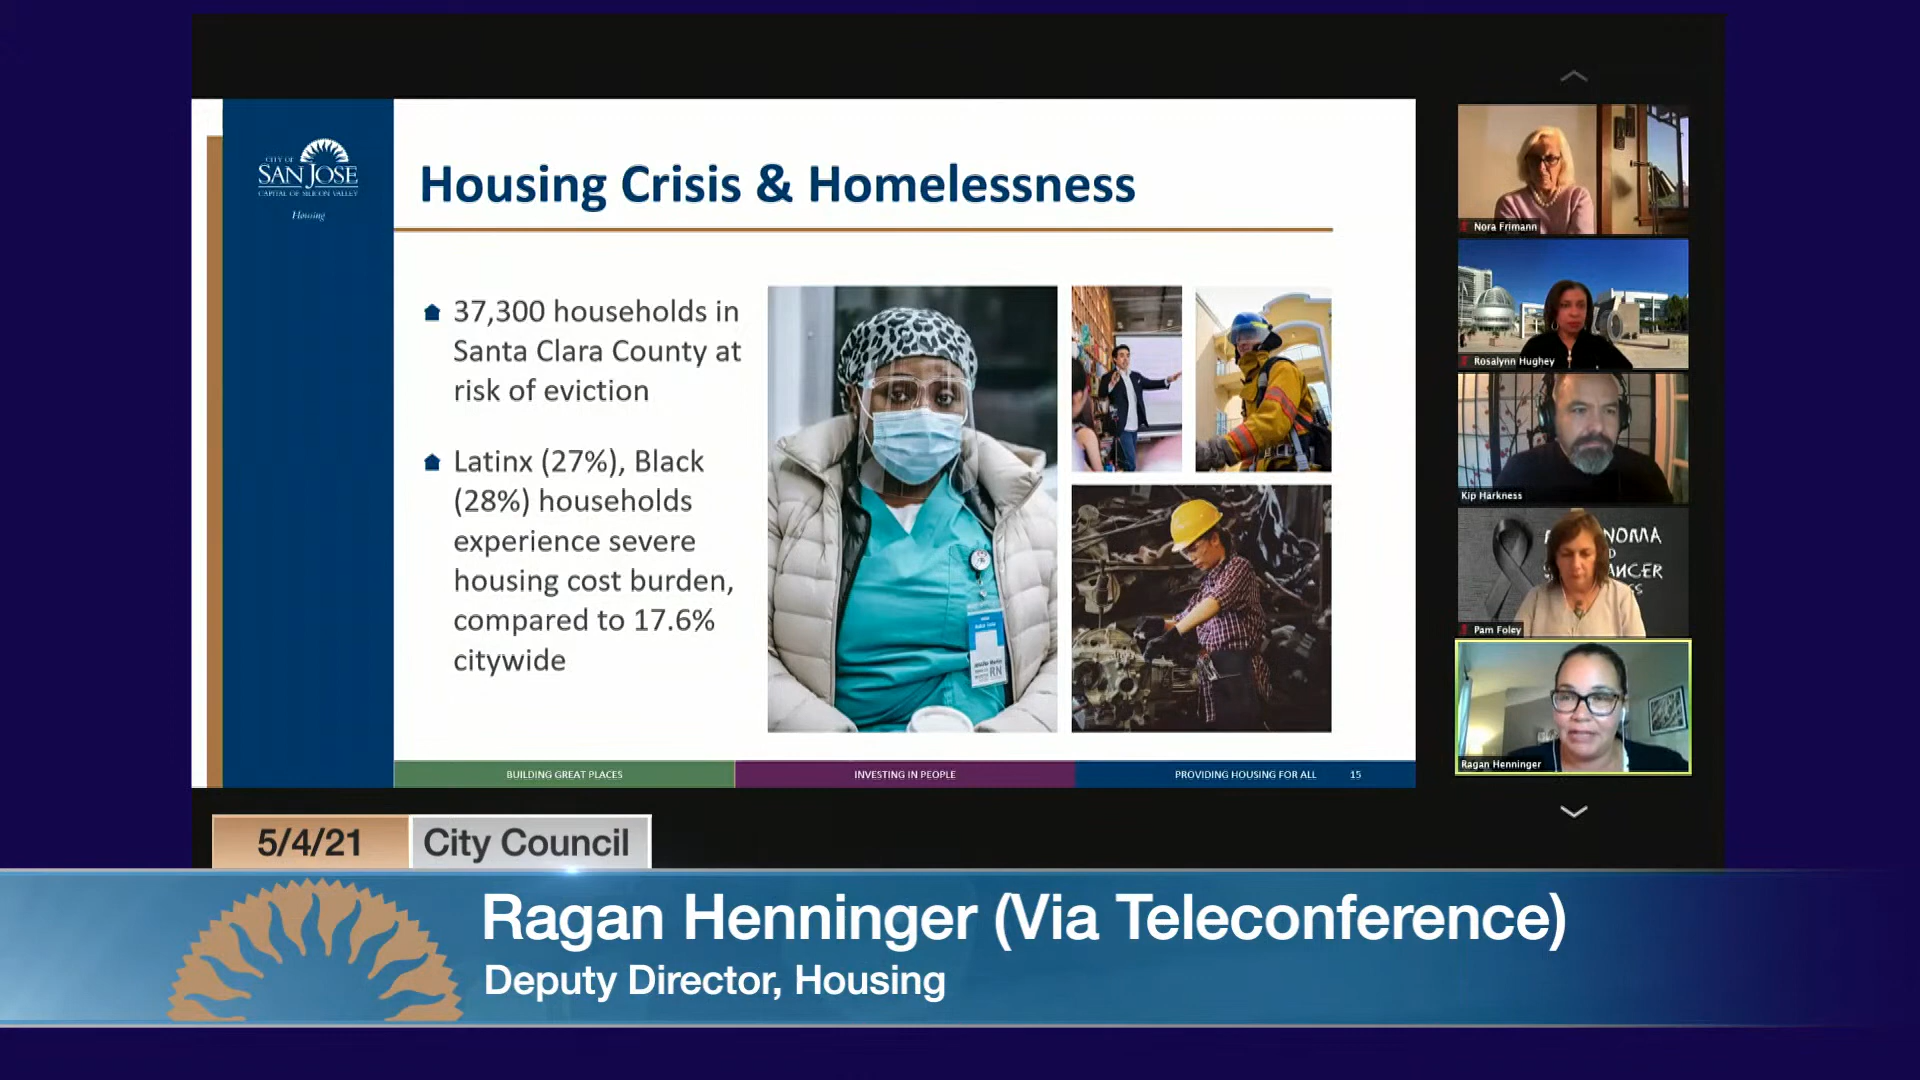 CITY OF
SAN JOSE
CAPITAL OF SILICON VALLEY
Housing
Housing Crisis & Homelessness
37,300 households in
Santa Clara County at
risk of eviction
Latinx (27%), Black
(28%) households
experience severe
housing cost burden,
compared to 17.6%
citywide
RN
BUILDING GREAT PLACES
INVESTING IN PEOPLE
PROVIDING HOUSING FOR ALL
15
Nora Frimann
Rosalynn Hughey
Kip Harkness
NOMA
ANCER
Pam Foley
Ragan Henninger
5/4/21
City Council
Ragan Henninger (Via Teleconference)
Deputy Director, Housing